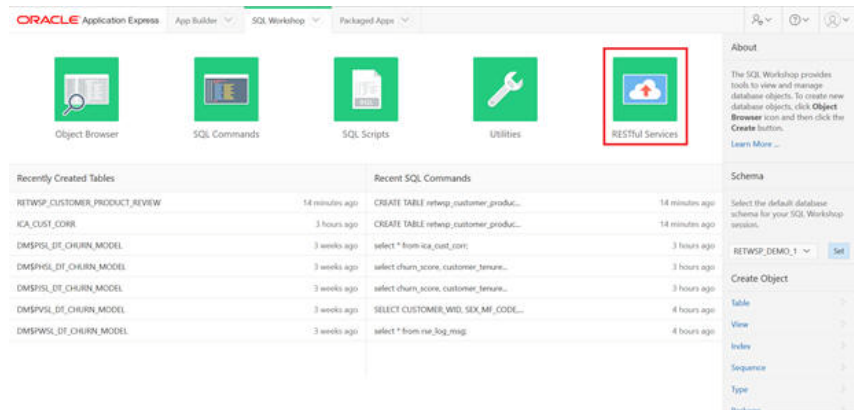 ORACLE Application Express App Builder SQL Workshop Packaged Apps
Object Browser
SQL Commands
SQL
SQL Scripts
Utilities
RESTful Services
Recently Created Tables
RETWSP_CUSTOMER_PRODUCT_REVIEW 14 minutes ago
ICA_CUST_CORR 3 hours ago
DM$PISL_DT_CHURN_MODEL 3 weeks ago
DM$PHSL_DT_CHURN_MODEL 3 weeks ago
DM$PJSL_DT_CHURN_MODEL 3 weeks ago
DM$PVSL_DT_CHURN_MODEL 3 weeks ago
DM$PWSL_DT_CHURN_MODEL 3 weeks ago
Recent SQL Commands
CREATE TABLE retwsp_customer_produc... 14 minutes ago
CREATE TABLE retwsp_customer_produc... 14 minutes ago
select * from ica_cust_corr; 3 hours ago
select churn_score, customer_tenure... 3 hours ago
select churn_score, customer_tenure... 3 hours ago
SELECT CUSTOMER_WID, SEX_MF_CODE,... 4 hours ago
select * from rse_log_msg; 4 hours ago
About
The SQL Workshop provides
tools to view and manage
database objects. To create new
database objects, click Object
Browser icon and then click the
Create button.
Learn More ...
Schema
Select the default database
schema for your SQL Workshop
session.
RETWSP_DEMO_1 Set
Create Object
Table
View
Index
Sequence
Type
Package